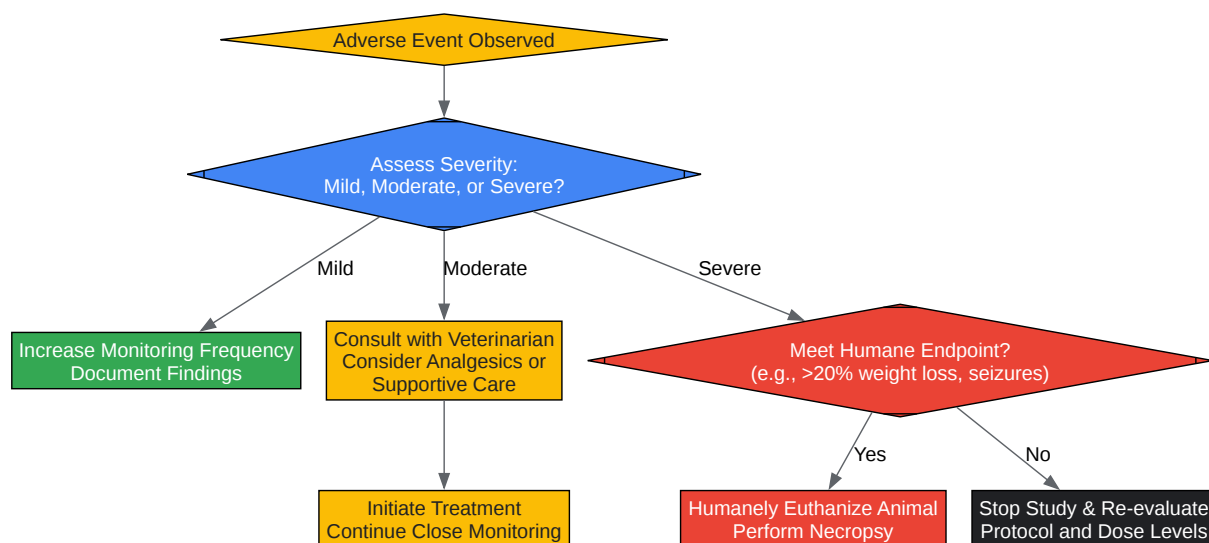 Adverse Event Observed
Assess Severity:
Mild, Moderate, or Severe?
Mild
Moderate
Severe
Increase Monitoring Frequency
Document Findings
Consult with Veterinarian
Consider Analgesics or
Supportive Care
Meet Humane Endpoint?
(e.g., >20% weight loss, seizures)
Yes
No
Initiate Treatment
Continue Close Monitoring
Humanely Euthanize Animal
Perform Necropsy
Stop Study & Re-evaluate
Protocol and Dose Levels